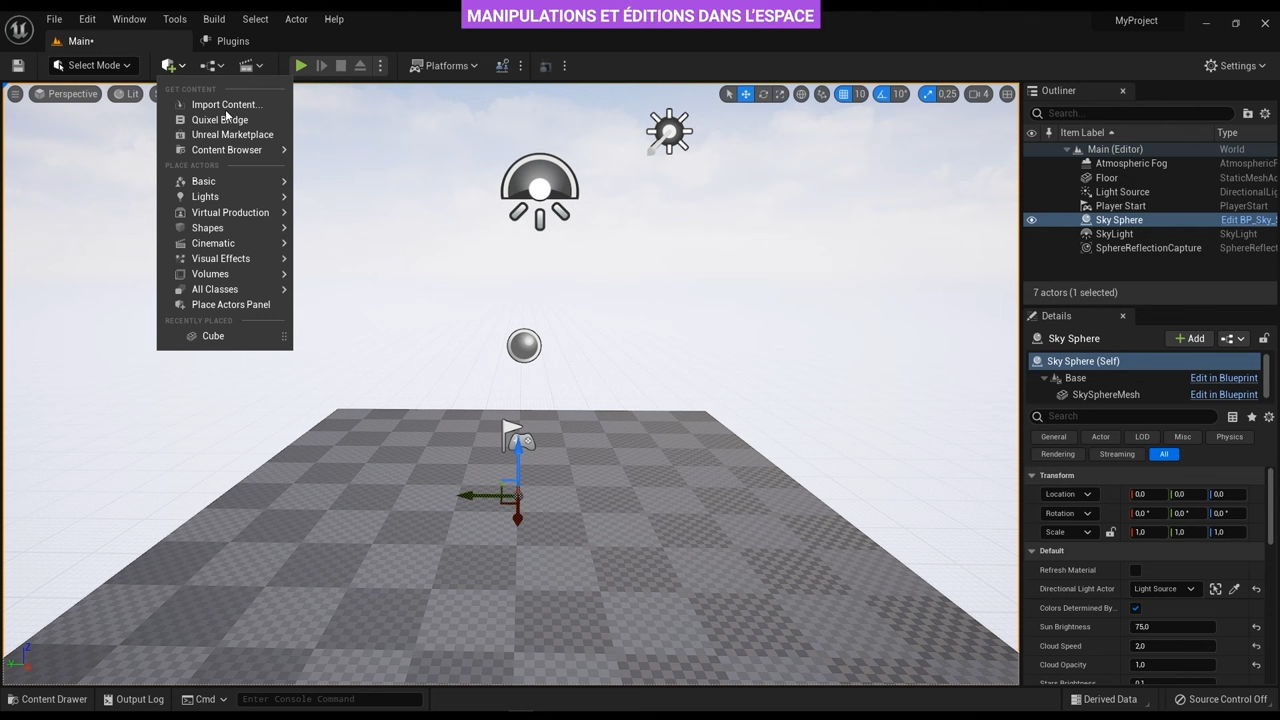 File Edit Window Tools Build Select Actor Help
MANIPULATIONS ET ÉDITIONS DANS L’ESPACE
MyProject
Main•
Plugins
Select Mode
Platforms
Settings
Perspective
Lit
10
10°
0,25
4
GET CONTENT
Import Content...
Quixel Bridge
Unreal Marketplace
Content Browser
PLACE ACTORS
Basic
Lights
Virtual Production
Shapes
Cinematic
Visual Effects
Volumes
All Classes
Place Actors Panel
RECENTLY PLACED
Cube
Outliner
Search...
Item Label Type
Main (Editor) World
Atmospheric Fog AtmosphericF
Floor StaticMeshAc
Light Source DirectionalLi
Player Start PlayerStart
Sky Sphere Edit BP_Sky_
SkyLight SkyLight
SphereReflectionCapture SphereReflect
7 actors (1 selected)
Details
Sky Sphere
Add
Sky Sphere (Self)
Base Edit in Blueprint
SkySphereMesh Edit in Blueprint
Search
General Actor LOD Misc Physics
Rendering Streaming All
Transform
Location 0,0 0,0 0,0
Rotation 0,0 ° 0,0 ° 0,0 °
Scale 1,0 1,0 1,0
Default
Refresh Material
Directional Light Actor Light Source
Colors Determined By...
Sun Brightness 75,0
Cloud Speed 2,0
Cloud Opacity 1,0
Content Drawer Output Log Cmd Enter Console Command
Derived Data Source Control Off